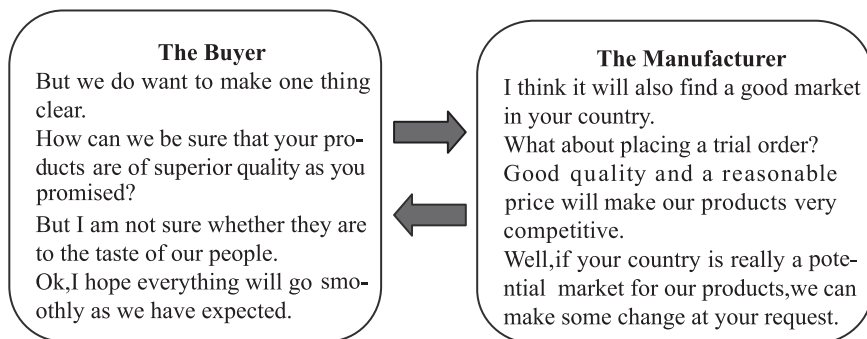 The Buyer
But we do want to make one thing
clear.
How can we be sure that your pro-
ducts are of superior quality as you
promised?
But I am not sure whether they are
to the taste of our people.
Ok,I hope everything will go smo-
othly as we have expected.
The Manufacturer
I think it will also find a good market
in your country.
What about placing a trial order?
Good quality and a reasonable
price will make our products very
competitive.
Well,if your country is really a pote-
ntial market for our products,we can
make some change at your request.